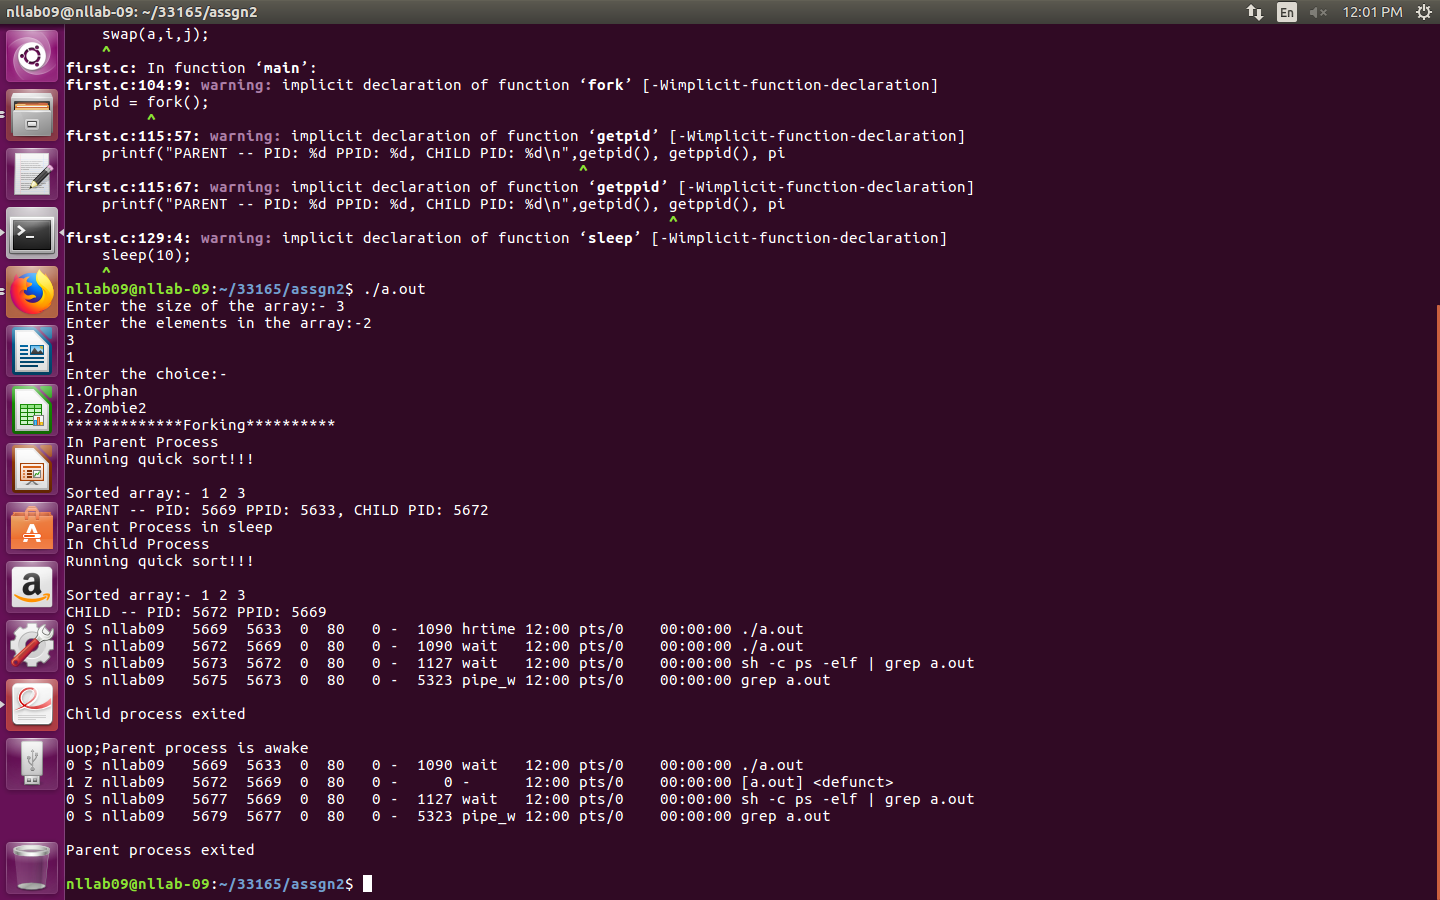 nllab09@nllab-09: ~/33165/assgn2
En
12:01 PM
    swap(a,i,j);
    ^
first.c: In function ‘main’:
first.c:104:9: warning: implicit declaration of function ‘fork’ [-Wimplicit-function-declaration]
   pid = fork();
         ^
first.c:115:57: warning: implicit declaration of function ‘getpid’ [-Wimplicit-function-declaration]
    printf("PARENT -- PID: %d PPID: %d, CHILD PID: %d\n",getpid(), getppid(), pi
                                                         ^
first.c:115:67: warning: implicit declaration of function ‘getppid’ [-Wimplicit-function-declaration]
    printf("PARENT -- PID: %d PPID: %d, CHILD PID: %d\n",getpid(), getppid(), pi
                                                                   ^
first.c:129:4: warning: implicit declaration of function ‘sleep’ [-Wimplicit-function-declaration]
    sleep(10);
    ^
nllab09@nllab-09:~/33165/assgn2$ ./a.out
Enter the size of the array:- 3
Enter the elements in the array:-2
3
1
Enter the choice:-
1.Orphan
2.Zombie2
*************Forking**********
In Parent Process
Running quick sort!!!

Sorted array:- 1 2 3
PARENT -- PID: 5669 PPID: 5633, CHILD PID: 5672
Parent Process in sleep
In Child Process
Running quick sort!!!

Sorted array:- 1 2 3
CHILD -- PID: 5672 PPID: 5669
0 S nllab09   5669  5633  0  80   0 -  1090 hrtime 12:00 pts/0    00:00:00 ./a.out
1 S nllab09   5672  5669  0  80   0 -  1090 wait   12:00 pts/0    00:00:00 ./a.out
0 S nllab09   5673  5672  0  80   0 -  1127 wait   12:00 pts/0    00:00:00 sh -c ps -elf | grep a.out
0 S nllab09   5675  5673  0  80   0 -  5323 pipe_w 12:00 pts/0    00:00:00 grep a.out

Child process exited

uop;Parent process is awake
0 S nllab09   5669  5633  0  80   0 -  1090 wait   12:00 pts/0    00:00:00 ./a.out
1 Z nllab09   5672  5669  0  80   0 -     0 -      12:00 pts/0    00:00:00 [a.out] <defunct>
0 S nllab09   5677  5669  0  80   0 -  1127 wait   12:00 pts/0    00:00:00 sh -c ps -elf | grep a.out
0 S nllab09   5679  5677  0  80   0 -  5323 pipe_w 12:00 pts/0    00:00:00 grep a.out

Parent process exited

nllab09@nllab-09:~/33165/assgn2$